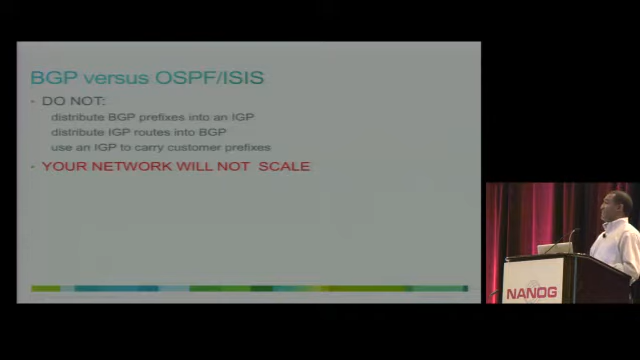 BGP versus OSPF/ISIS
- DO NOT:
distribute BGP prefixes into an IGP
distribute IGP routes into BGP
use an IGP to carry customer prefixes
- YOUR NETWORK WILL NOT SCALE
NANOG